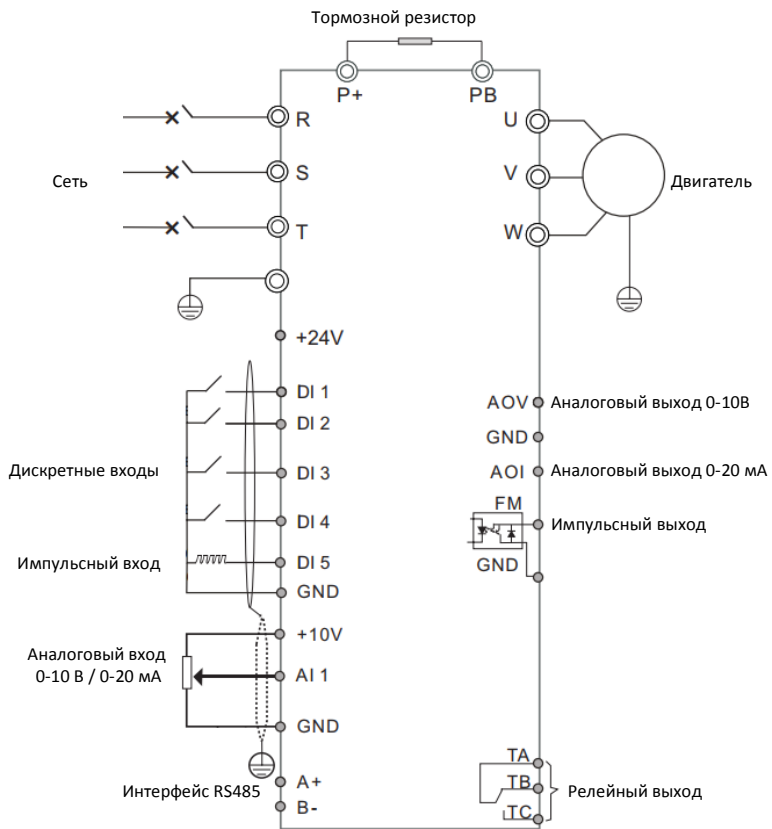 Тормозной резистор
P+
PB
R
U
Сеть
S
V
Двигатель
T
W
+24V
DI 1
AOV
Аналоговый выход 0-10В
DI 2
GND
Дискретные входы
DI 3
AOI
Аналоговый выход 0-20 мА
FM
DI 4
Импульсный выход
Импульсный вход
DI 5
GND
GND
+10V
Аналоговый вход
0-10 В / 0-20 мА
AI 1
GND
TA
Интерфейс RS485
A+
TB
Релейный выход
B-
TC